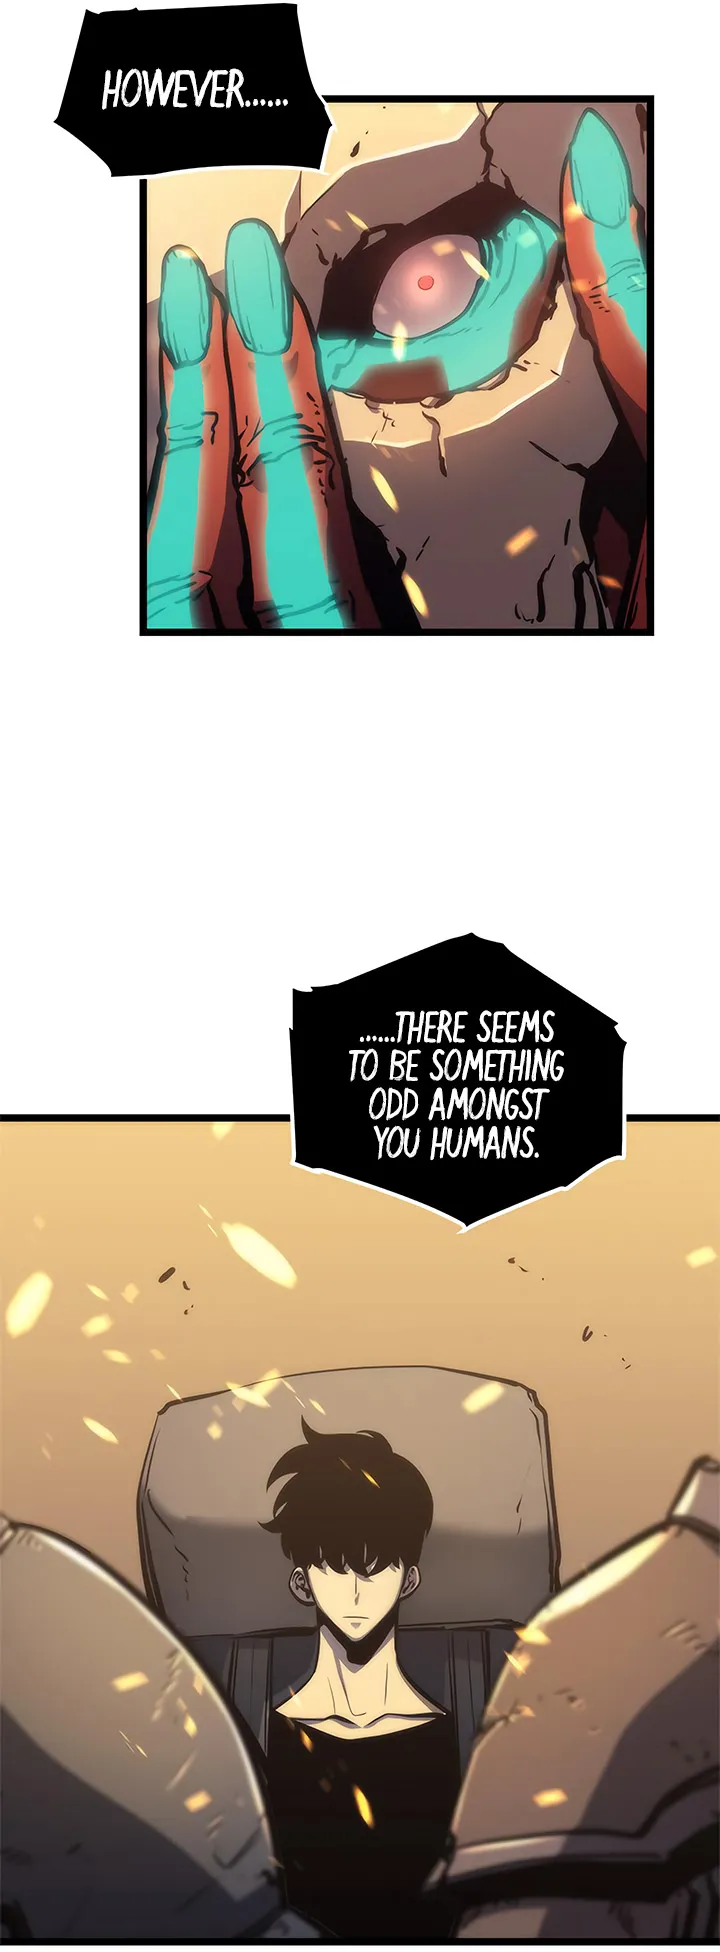 HOWEVER......
......THERE SEEMS
TO BE SOMETHING
ODD AMONGST
YOU HUMANS.